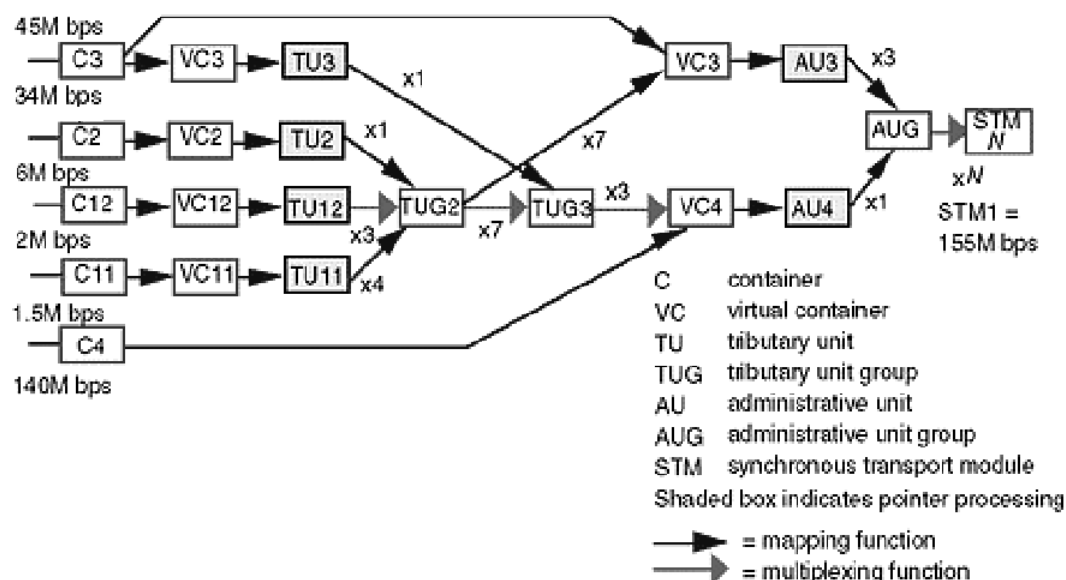 45M bps
C3 VC3 TU3 x1 VC3 AU3 x3
34M bps
C2 VC2 TU2 x1 x7 AUG STM N
6M bps
C12 VC12 TU12 x3 TUG2 x7 TUG3 x3 VC4 AU4 x1 xN
2M bps
C11 VC11 TU11 x4
STM1 =
155M bps
1.5M bps
C4
140M bps
C container
VC virtual container
TU tributary unit
TUG tributary unit group
AU administrative unit
AUG administrative unit group
STM synchronous transport module
Shaded box indicates pointer processing
= mapping function
= multiplexing function